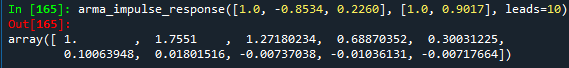 In [165]: arma_impulse_response([1.0, -0.8534, 0.2260], [1.0, 0.9017], leads=10)
Out[165]:
array([ 1.        ,  1.7551    ,  1.27180234,  0.68870352,  0.30031225,
        0.10063948,  0.01801516, -0.00737038, -0.01036131, -0.00717664])